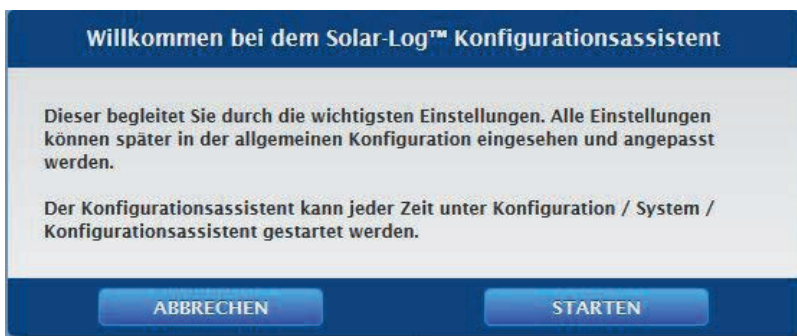 Willkommen bei dem Solar-Log™ Konfigurationsassistent
Dieser begleitet Sie durch die wichtigsten Einstellungen. Alle Einstellungen
können später in der allgemeinen Konfiguration eingesehen und angepasst
werden.
Der Konfigurationsassistent kann jeder Zeit unter Konfiguration / System /
Konfigurationsassistent gestartet werden.
ABBRECHEN
STARTEN